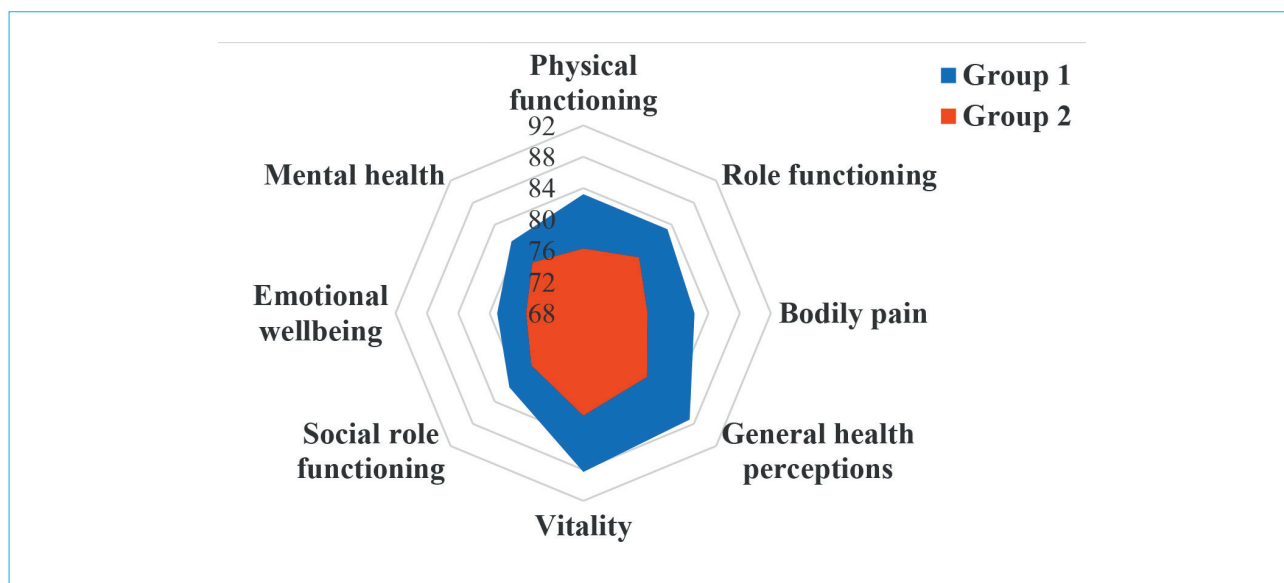 Physical
functioning
Group 1
Group 2
92
88
84
80
76
72
68
Mental health
Role functioning
Emotional
wellbeing
Bodily pain
Social role
functioning
General health
perceptions
Vitality